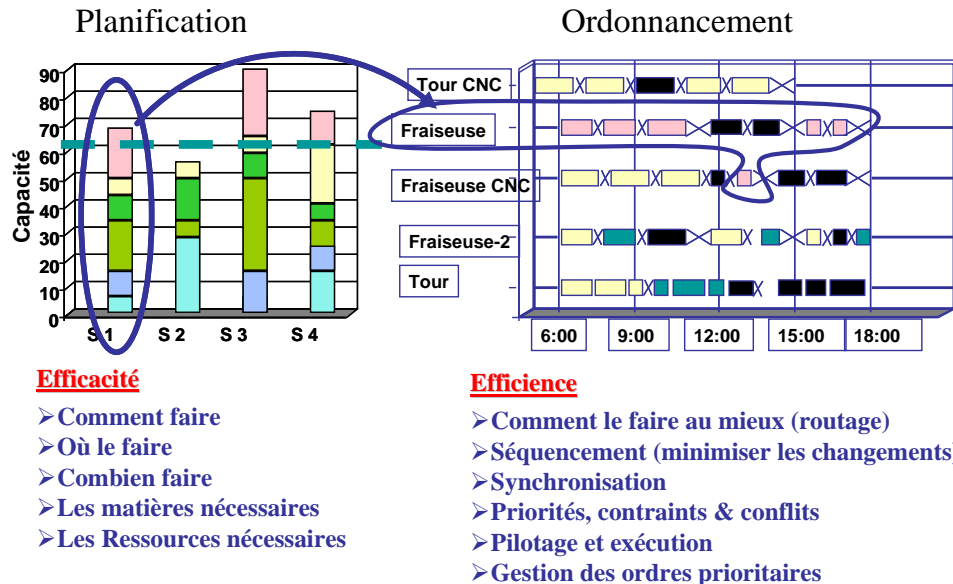 Planification
Ordonnancement
Capacité
90
80
70
60
50
40
30
20
10
0
S 1
S 2
S 3
S 4
Tour CNC
Fraiseuse
Fraiseuse CNC
Fraiseuse-2
Tour
6:00
9:00
12:00
15:00
18:00
Efficacité
➢Comment faire
➢Où le faire
➢Combien faire
➢Les matières nécessaires
➢Les Ressources nécessaires
Efficience
➢Comment le faire au mieux (routage)
➢Séquencement (minimiser les changements)
➢Synchronisation
➢Priorités, contraints & conflits
➢Pilotage et exécution
➢Gestion des ordres prioritaires